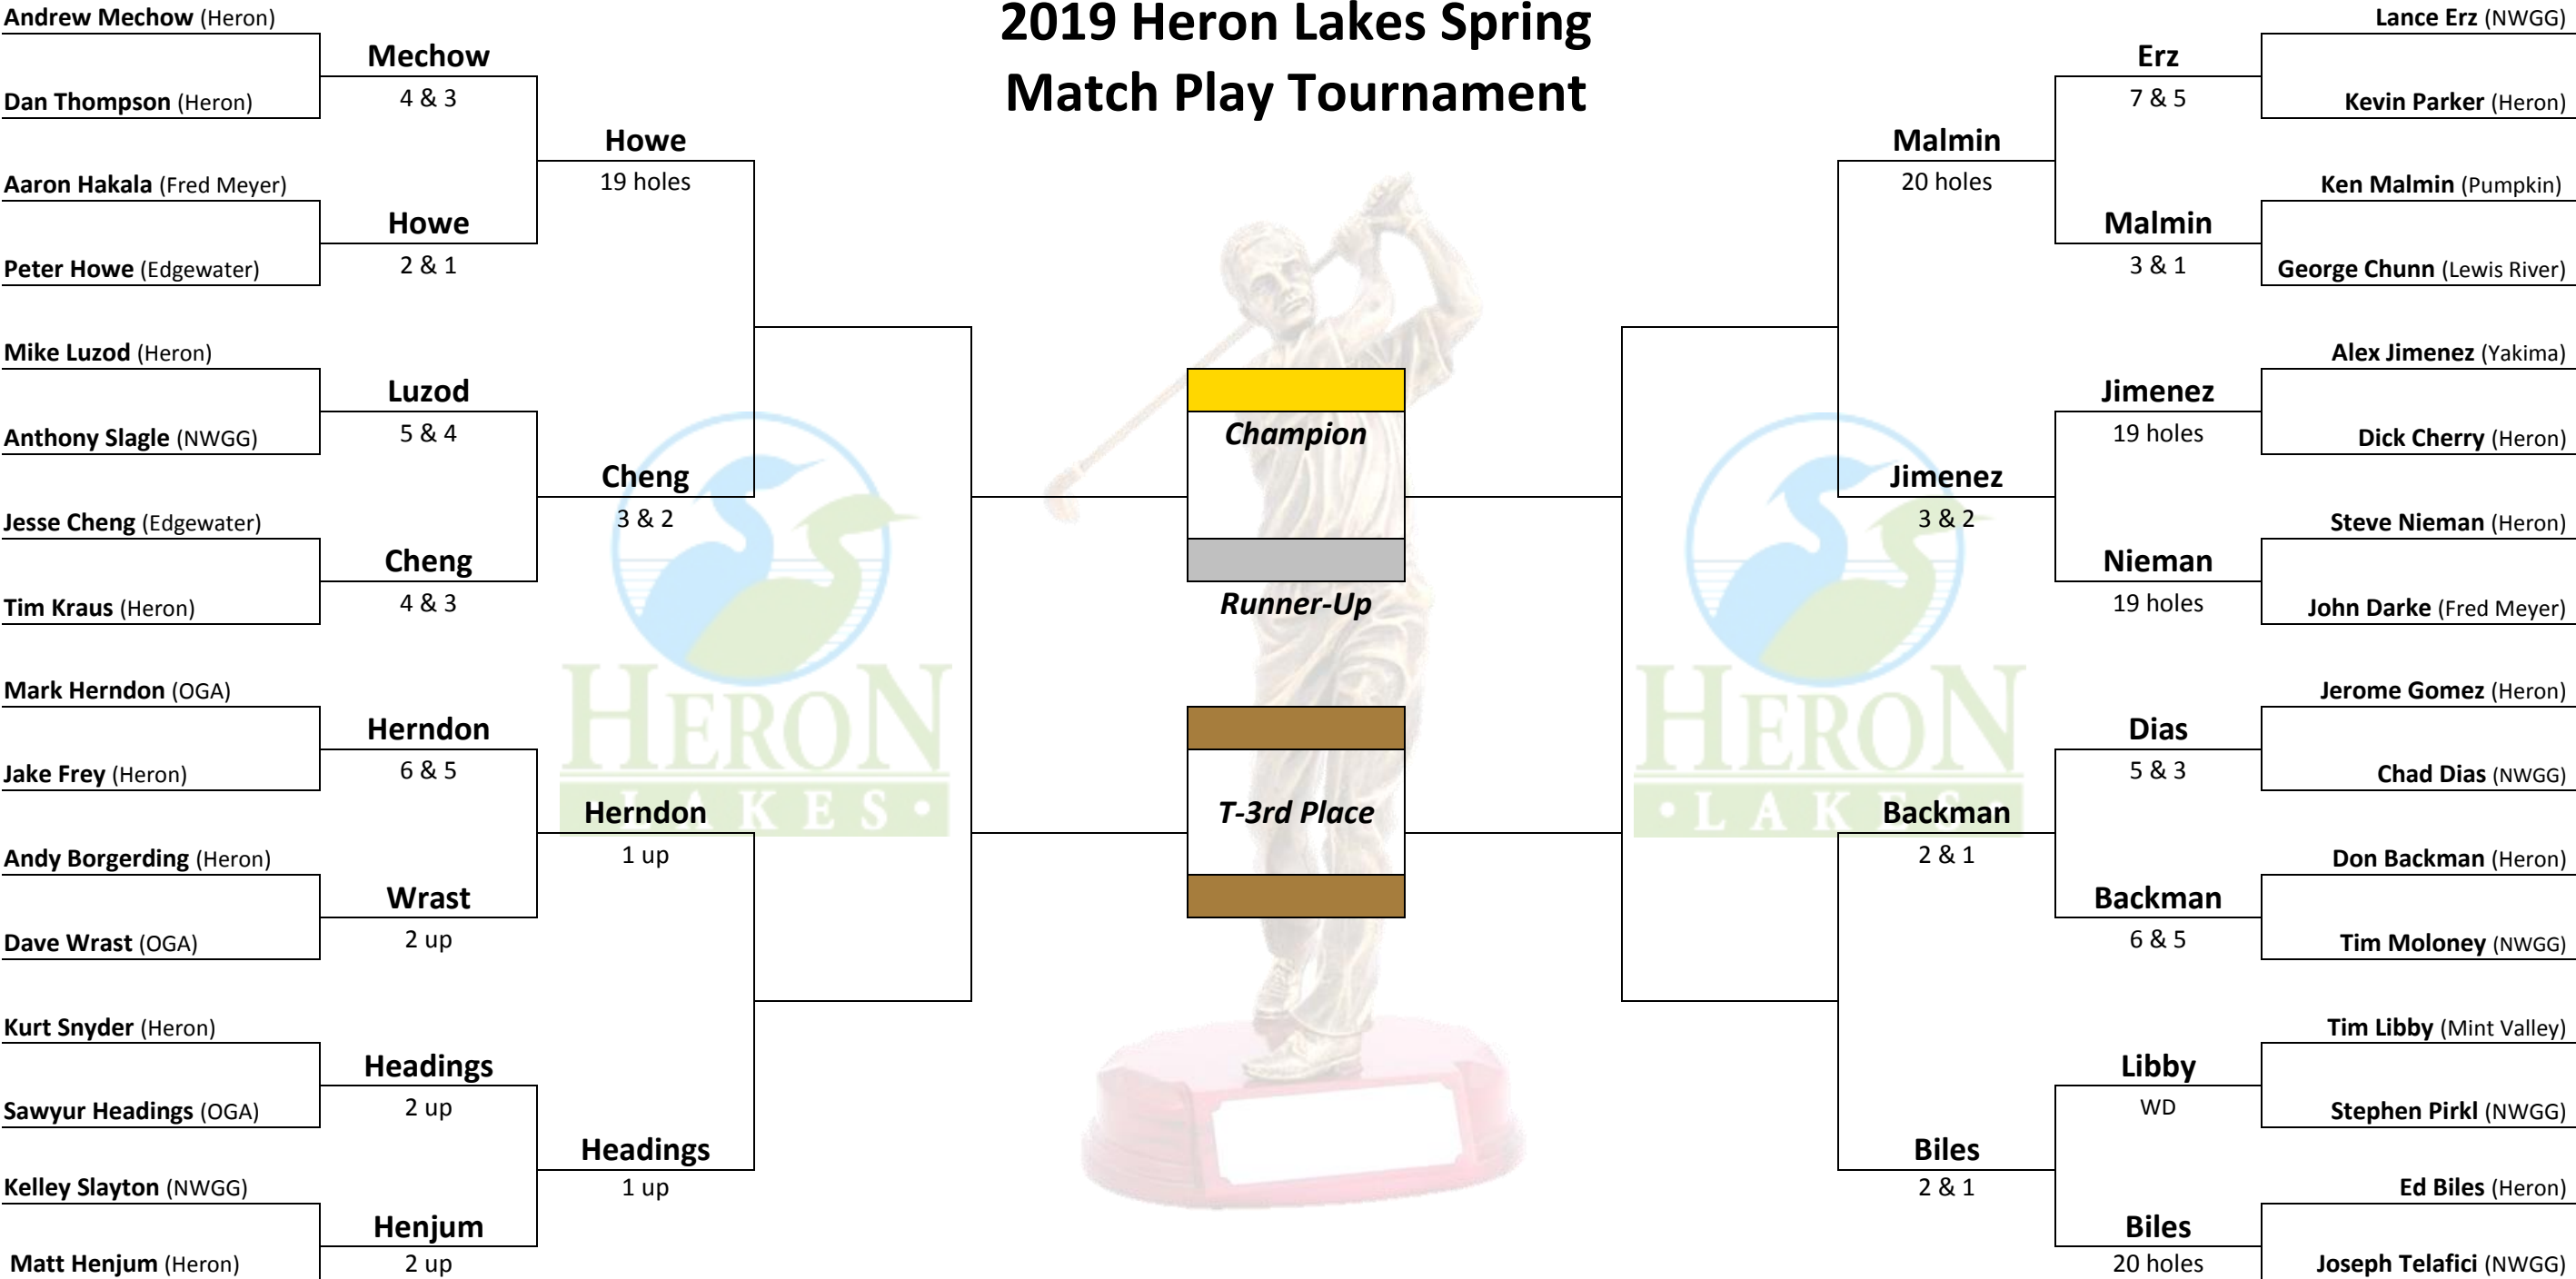 2019 Heron Lakes Spring
Match Play Tournament
Andrew Mechow (Heron)
Dan Thompson (Heron)
Aaron Hakala (Fred Meyer)
Peter Howe (Edgewater)
Mike Luzod (Heron)
Anthony Slagle (NWGG)
Jesse Cheng (Edgewater)
Tim Kraus (Heron)
Mark Herndon (OGA)
Jake Frey (Heron)
Andy Borgerding (Heron)
Dave Wrast (OGA)
Kurt Snyder (Heron)
Sawyur Headings (OGA)
Kelley Slayton (NWGG)
Matt Henjum (Heron)
Mechow
4 & 3
Howe
2 & 1
Luzod
5 & 4
Cheng
4 & 3
Herndon
6 & 5
Wrast
2 up
Headings
2 up
Henjum
2 up
Howe
19 holes
Cheng
3 & 2
Herndon
1 up
Headings
1 up
HERON
LAKES
Champion
Runner-Up
T-3rd Place
HERON
LAKES
Malmin
20 holes
Jimenez
3 & 2
Backman
2 & 1
Biles
2 & 1
Erz
7 & 5
Malmin
3 & 1
Jimenez
19 holes
Nieman
19 holes
Dias
5 & 3
Backman
6 & 5
Libby
WD
Biles
20 holes
Lance Erz (NWGG)
Kevin Parker (Heron)
Ken Malmin (Pumpkin)
George Chunn (Lewis River)
Alex Jimenez (Yakima)
Dick Cherry (Heron)
Steve Nieman (Heron)
John Darke (Fred Meyer)
Jerome Gomez (Heron)
Chad Dias (NWGG)
Don Backman (Heron)
Tim Moloney (NWGG)
Tim Libby (Mint Valley)
Stephen Pirkl (NWGG)
Ed Biles (Heron)
Joseph Telafici (NWGG)